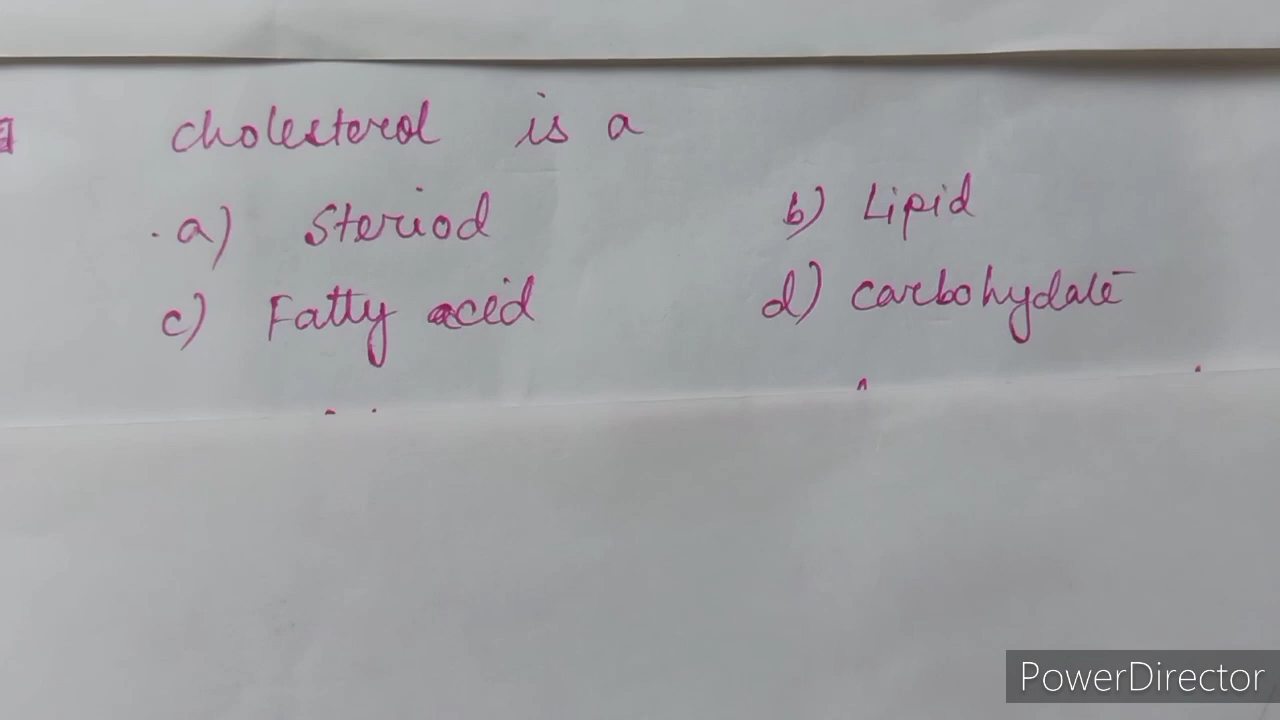 cholesterol is a
a) Steriod b) Lipid
c) Fatty acid d) carbohydate
PowerDirector